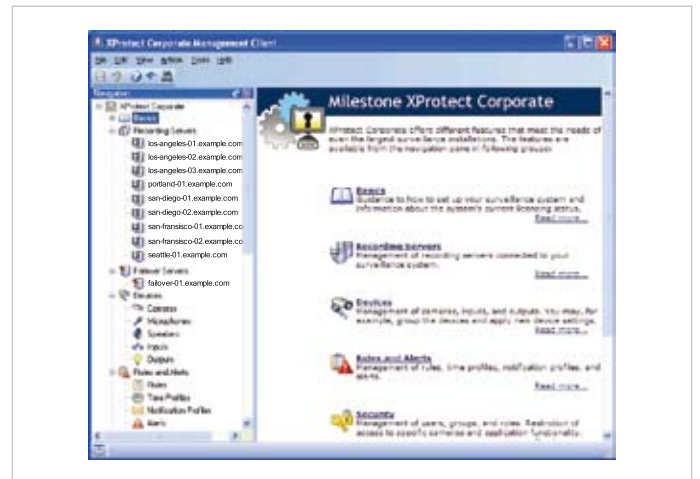 XProtect Corporate Management Client
File Edit View Action Tools Help
Navigation
XProtect Corporate
Basics
Recording Servers
los-angeles-01.example.com
los-angeles-02.example.com
los-angeles-03.example.com
portland-01.example.com
san-diego-01.example.com
san-diego-02.example.com
san-fransisco-01.example.co
san-fransisco-02.example.co
seattle-01.example.com
Failover Servers
failover-01.example.com
Devices
Cameras
Microphones
Speakers
Inputs
Outputs
Rules and Alerts
Rules
Time Profiles
Notification Profiles
Alerts
Milestone XProtect Corporate
XProtect Corporate offers different features that meet the needs of
even the largest surveillance installations. The features are
available from the navigation pane in following groups:
Basics
Guidance to how to set up your surveillance system and
information about the system's current licensing status.
Read more...
Recording Servers
Management of recording servers connected to your
surveillance system.
Read more...
Devices
Management of cameras, inputs, and outputs. You may, for
example, group the devices and apply new device settings.
Read more...
Rules and Alerts
Management of rules, time profiles, notification profiles, and
alerts.
Read more...
Security
Management of users, groups, and roles. Restriction of
access to specific cameras and application functionality.